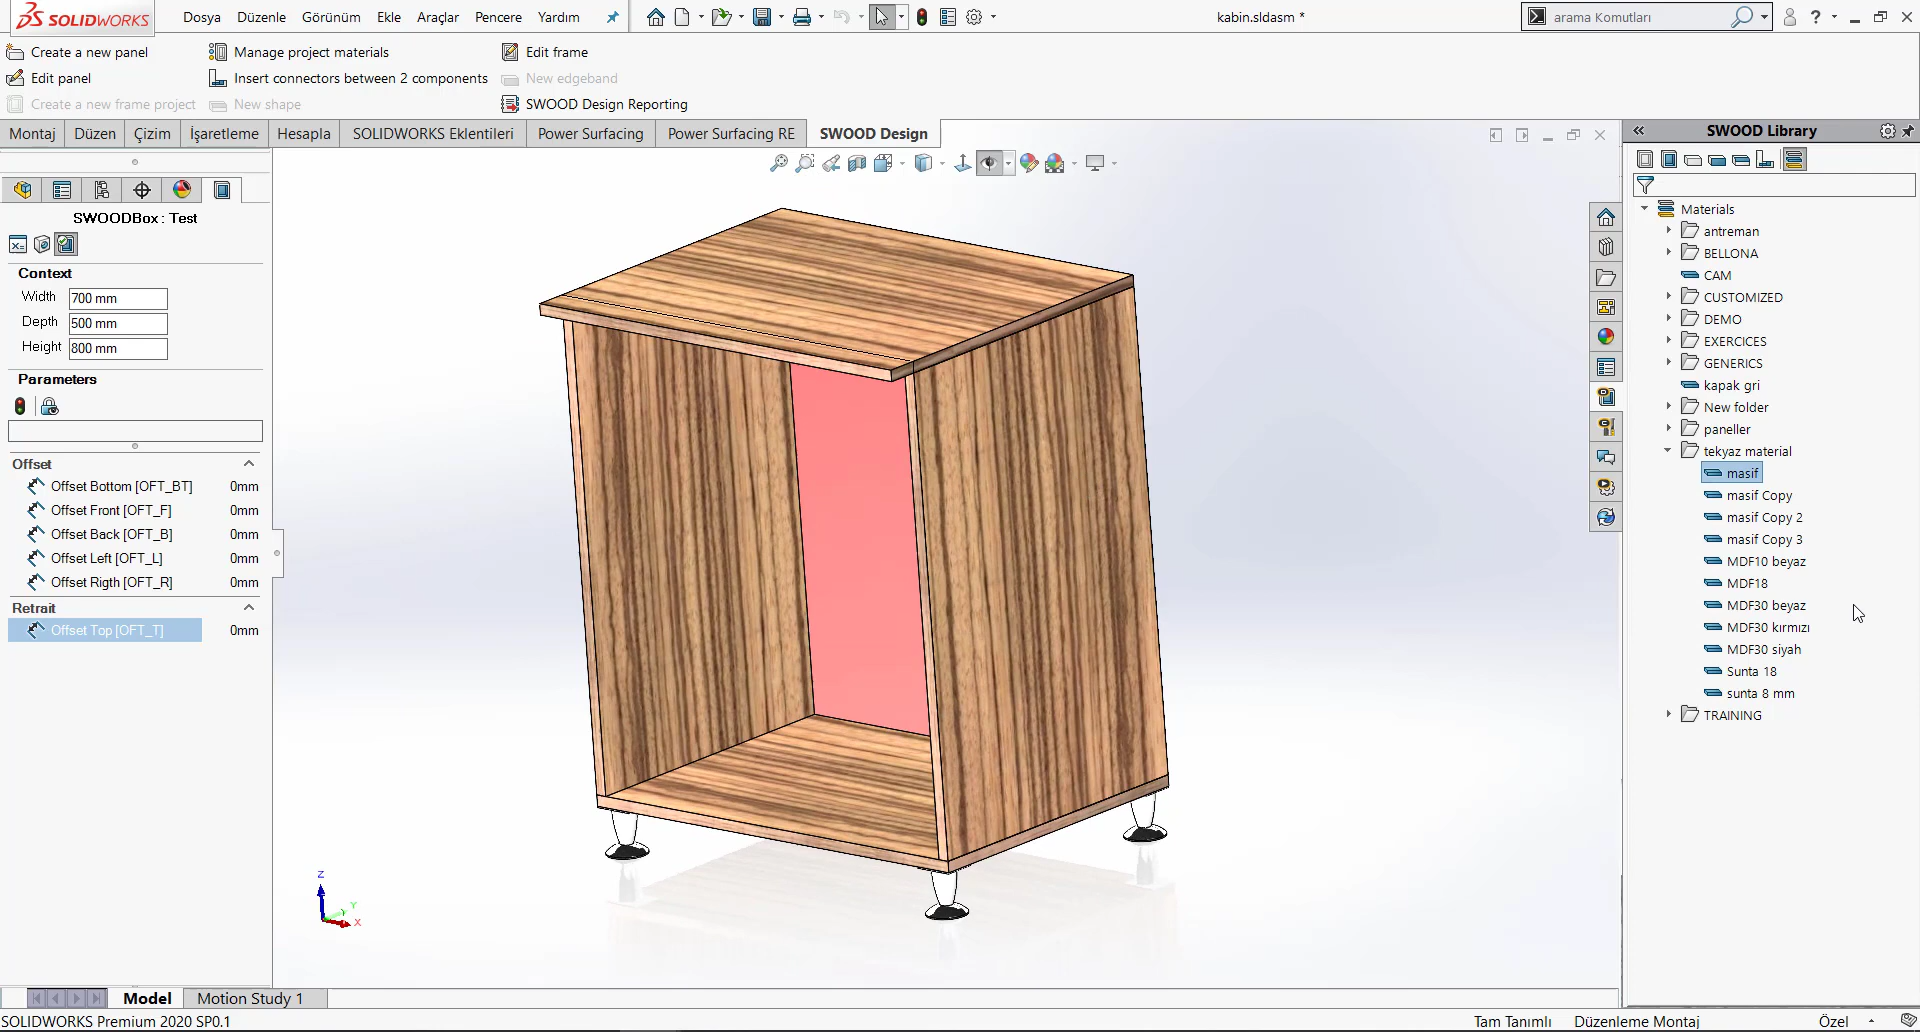 SOLIDWORKS
Dosya Düzenle Görünüm Ekle Araçlar Pencere Yardım
kabin.sldasm *
arama Komutları
Create a new panel
Manage project materials
Edit frame
Edit panel
Insert connectors between 2 components
New edgeband
Create a new frame project
New shape
SWOOD Design Reporting
Montaj Düzen Çizim İşaretleme Hesapla SOLIDWORKS Eklentileri Power Surfacing Power Surfacing RE SWOOD Design
SWOODBox : Test
Context
Width 700 mm
Depth 500 mm
Height 800 mm
Parameters
Offset
Offset Bottom [OFT_BT] 0mm
Offset Front [OFT_F] 0mm
Offset Back [OFT_B] 0mm
Offset Left [OFT_L] 0mm
Offset Rigth [OFT_R] 0mm
Retrait
Offset Top [OFT_T] 0mm
Z
Y
X
SWOOD Library
Materials
antreman
BELLONA
CAM
CUSTOMIZED
DEMO
EXERCICES
GENERICS
kapak gri
New folder
paneller
tekyaz material
masif
masif Copy
masif Copy 2
masif Copy 3
MDF10 beyaz
MDF18
MDF30 beyaz
MDF30 kırmızı
MDF30 siyah
Sunta 18
sunta 8 mm
TRAINING
Model Motion Study 1
SOLIDWORKS Premium 2020 SP0.1
Tam Tanımlı Düzenleme Montaj Özel